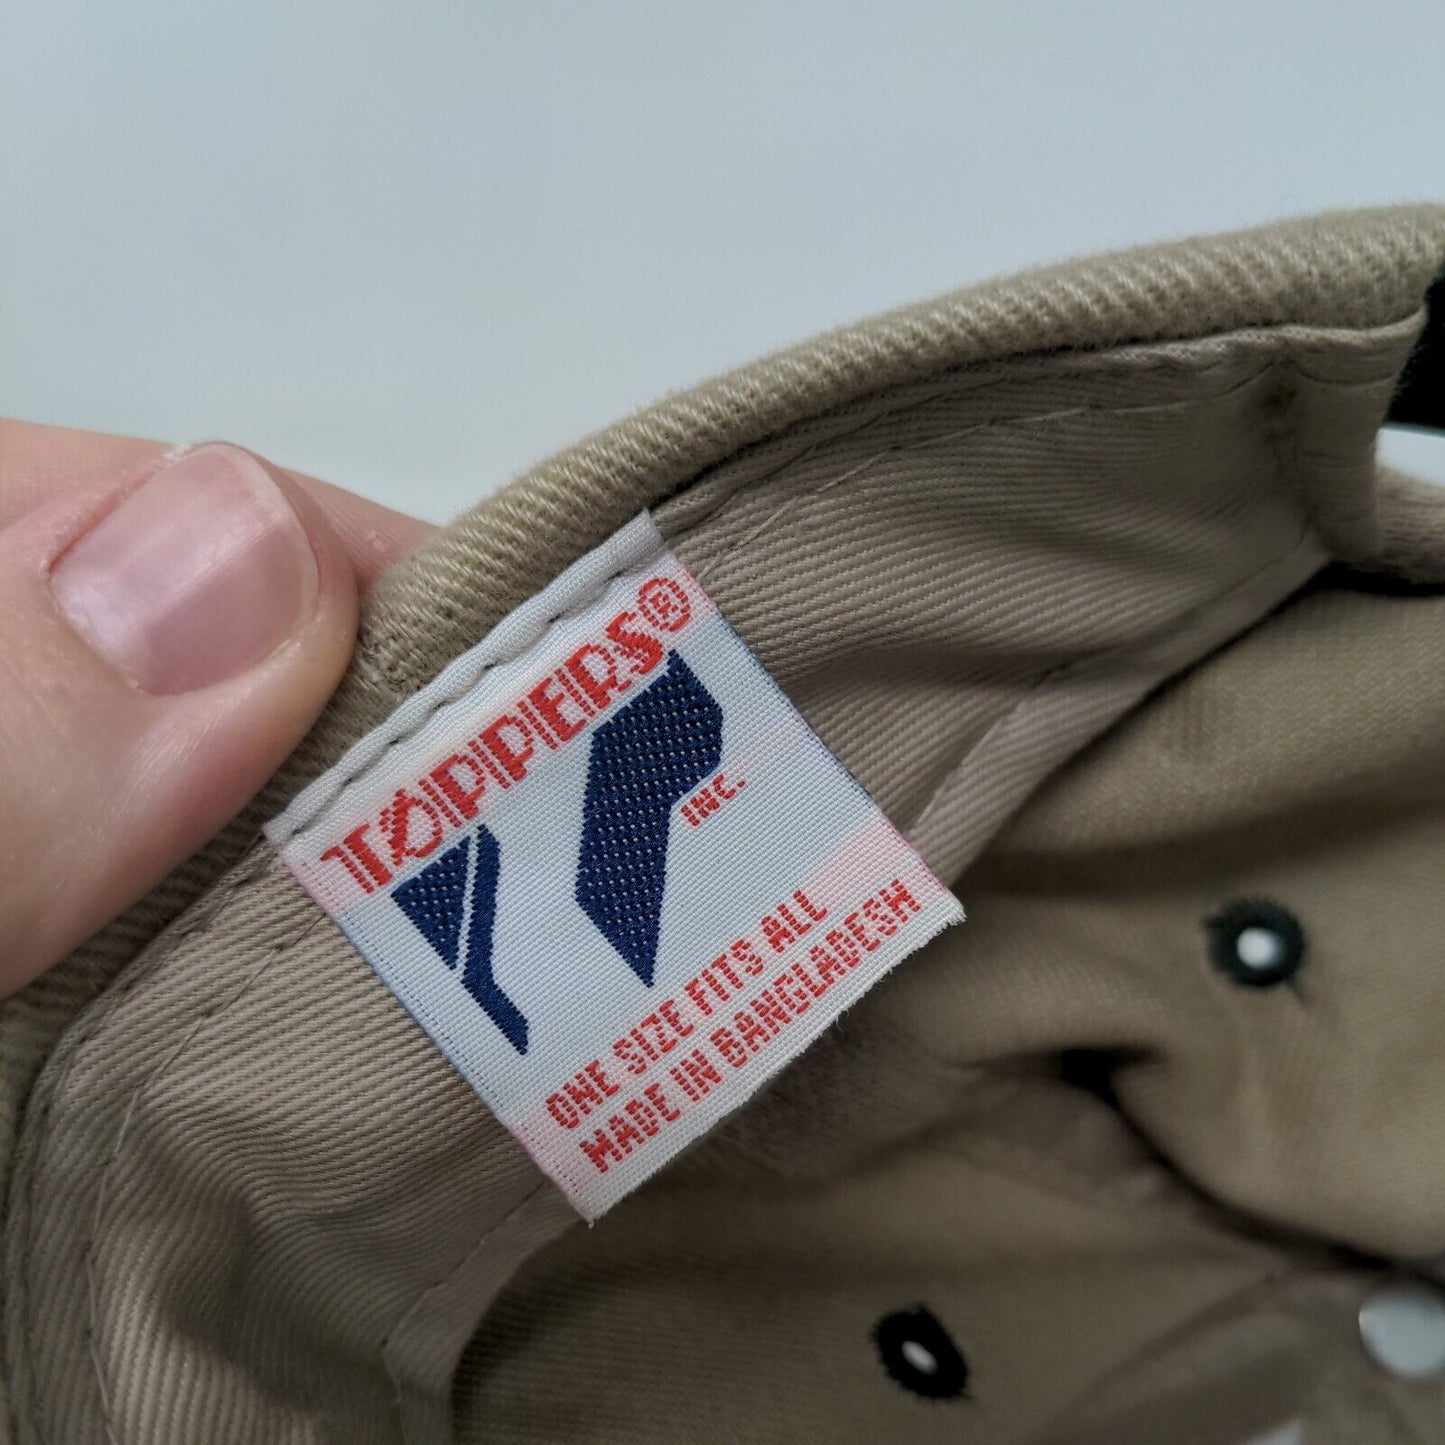 TOPPERS®
INC.
ONE SIZE FITS ALL
MADE IN BANGLADESH